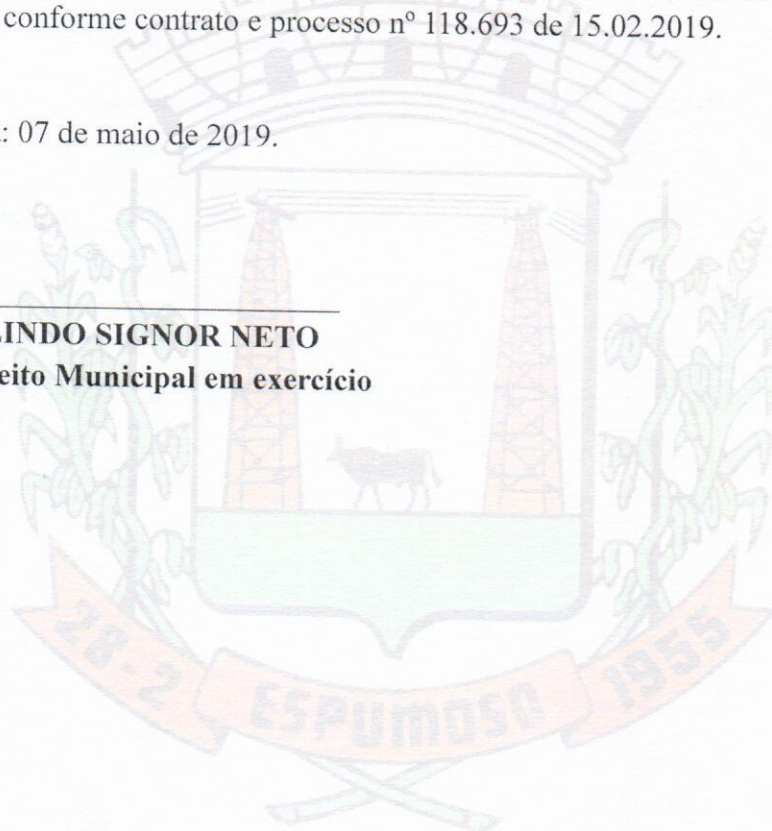 conforme contrato e processo nº 118.693 de 15.02.2019.
.: 07 de maio de 2019.
LINDO SIGNOR NETO
eito Municipal em exercício
28-2 ESPUMOSO 1955